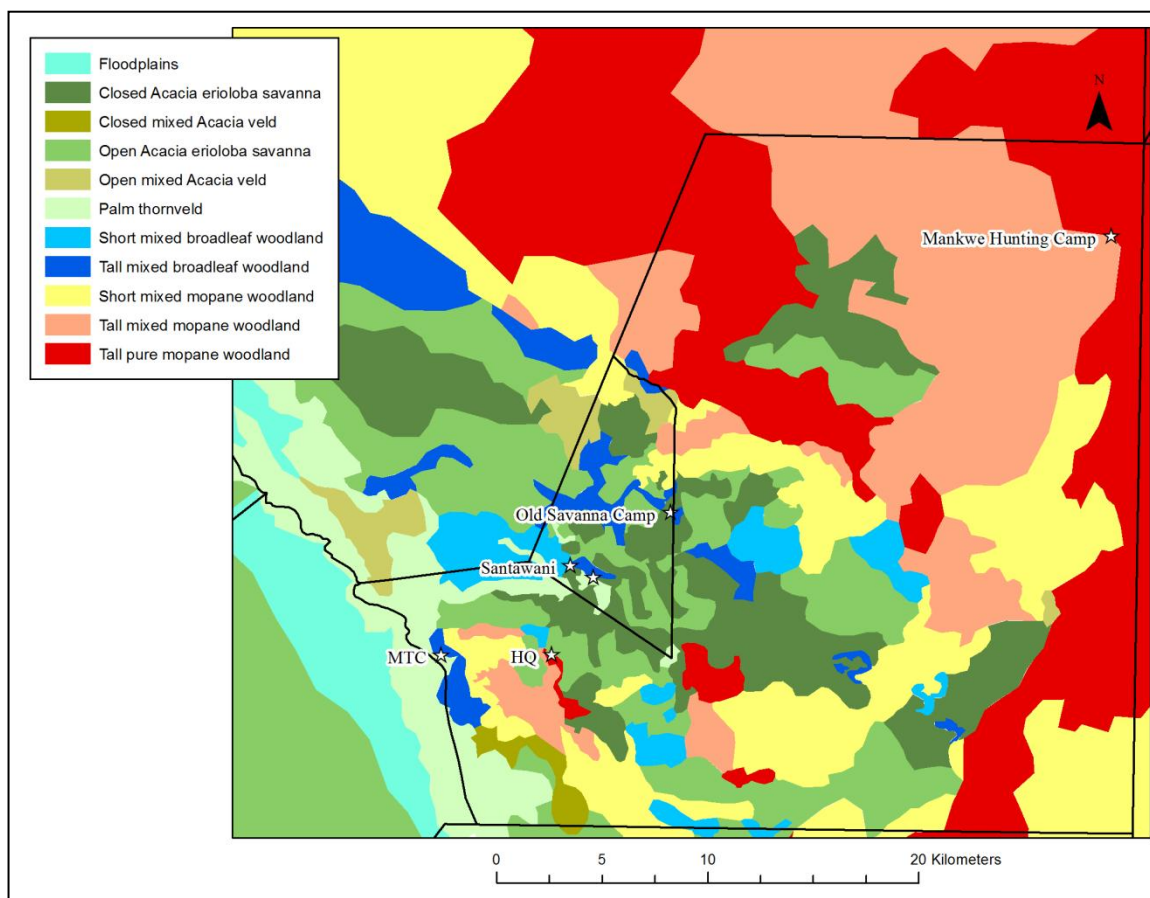 Floodplains
Closed Acacia erioloba savanna
Closed mixed Acacia veld
Open Acacia erioloba savanna
Open mixed Acacia veld
Palm thornveld
Short mixed broadleaf woodland
Tall mixed broadleaf woodland
Short mixed mopane woodland
Tall mixed mopane woodland
Tall pure mopane woodland
N
Mankwe Hunting Camp
Old Savanna Camp
Santawani
MTC
HQ
0 5 10 20 Kilometers